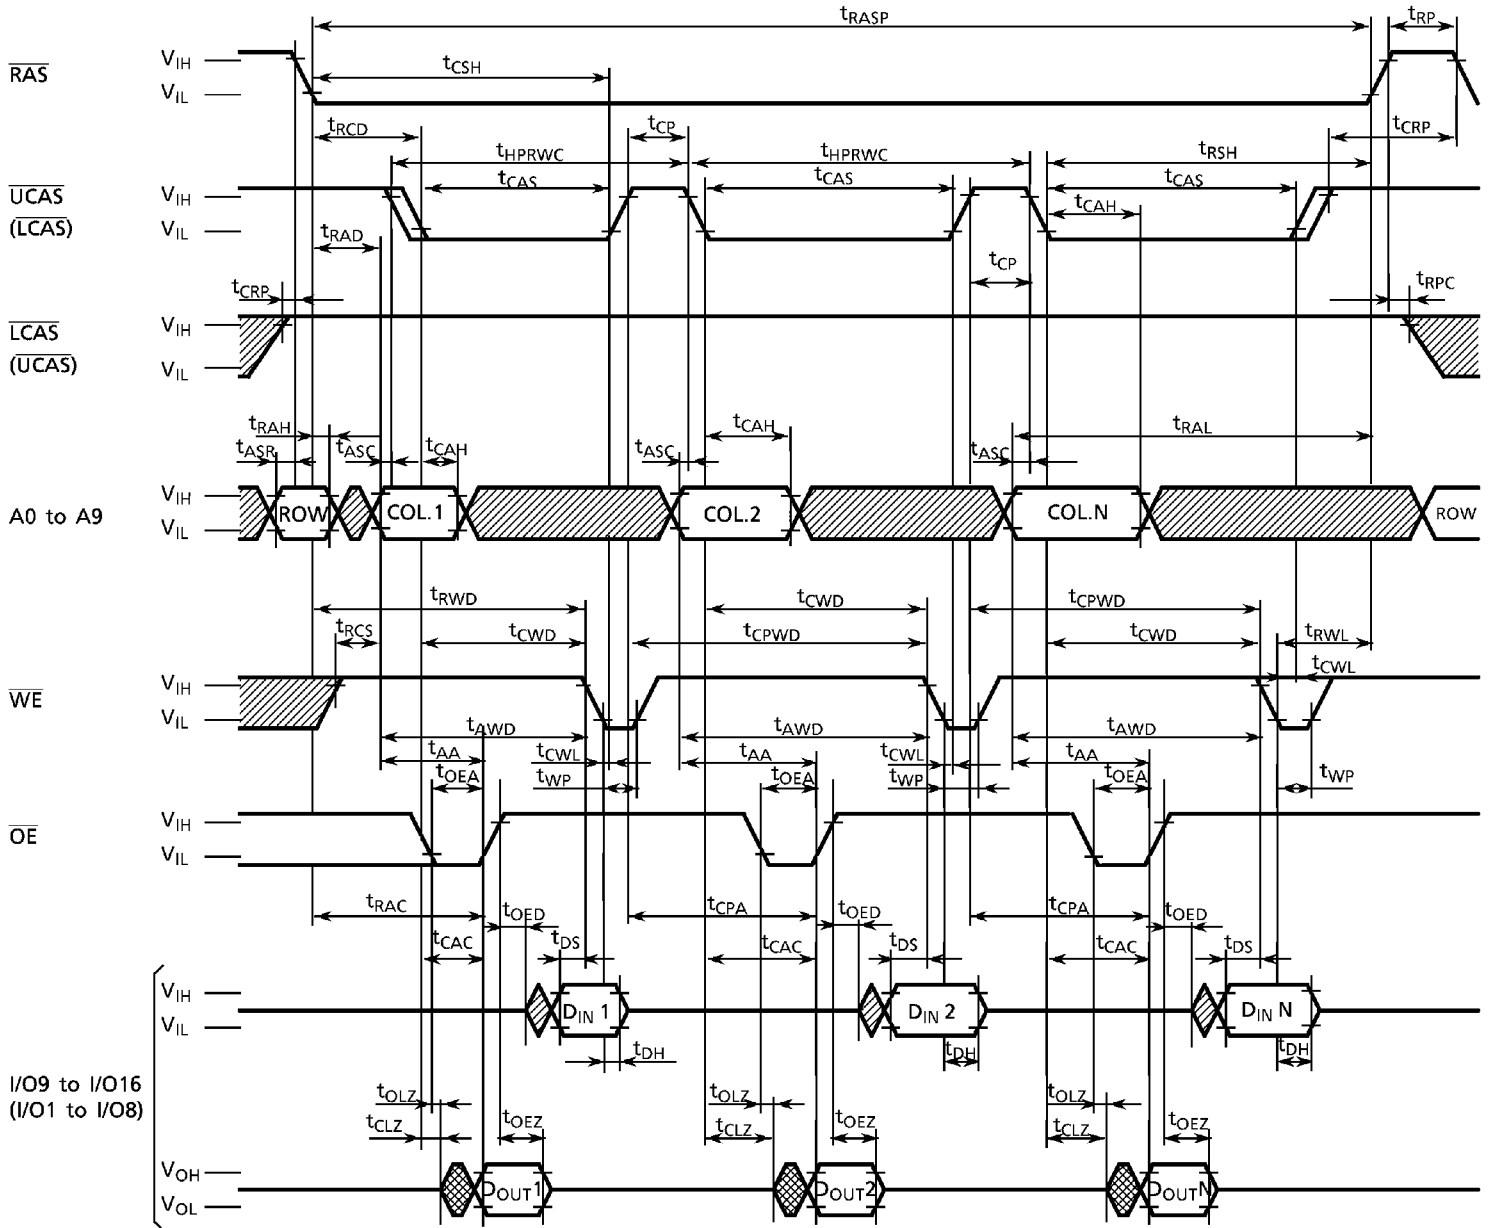 tRASP tRP
RAS VIH tCSH
VIL
tRCD tCP tCRP
tHPRWC tHPRWC tRSH
UCAS VIH tCAS tCAS tCAS
(LCAS) VIL tCAH
tRAD
tCP
tCRP tRPC
LCAS VIH
(UCAS) VIL
tRAH tCAH tRAL
tASR tASC tCAH tASC tASC
A0 to A9 VIH ROW COL.1 COL.2 COL.N ROW
VIL
tRWD tCWD tCPWD
tRCS tCWD tCPWD tCWD tRWL
tCWL
WE VIH
VIL
tAWD tAWD tAWD
tAA tCWL tAA tCWL tAA
tOEA tWP tOEA tWP tOEA tWP
OE VIH
VIL
tRAC tOED tCPA tOED tCPA tOED
tCAC tDS tCAC tDS tCAC tDS
VIH
DIN 1 DIN 2 DIN N
VIL
tDH tDH tDH
I/O9 to I/O16
(I/O1 to I/O8)
tOLZ tOLZ tOLZ
tCLZ tOEZ tCLZ tOEZ tCLZ tOEZ
VOH
DOUT1 DOUT2 DOUTN
VOL